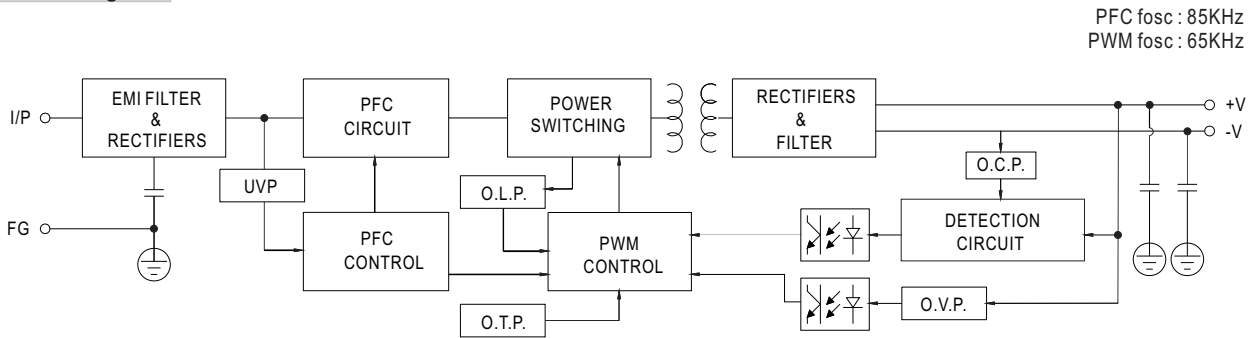 PFC fosc : 85KHz
PWM fosc : 65KHz
I/P
EMI FILTER
&
RECTIFIERS
PFC
CIRCUIT
POWER
SWITCHING
RECTIFIERS
&
FILTER
+V
-V
UVP
O.L.P.
O.C.P.
FG
PFC
CONTROL
PWM
CONTROL
DETECTION
CIRCUIT
O.T.P.
O.V.P.